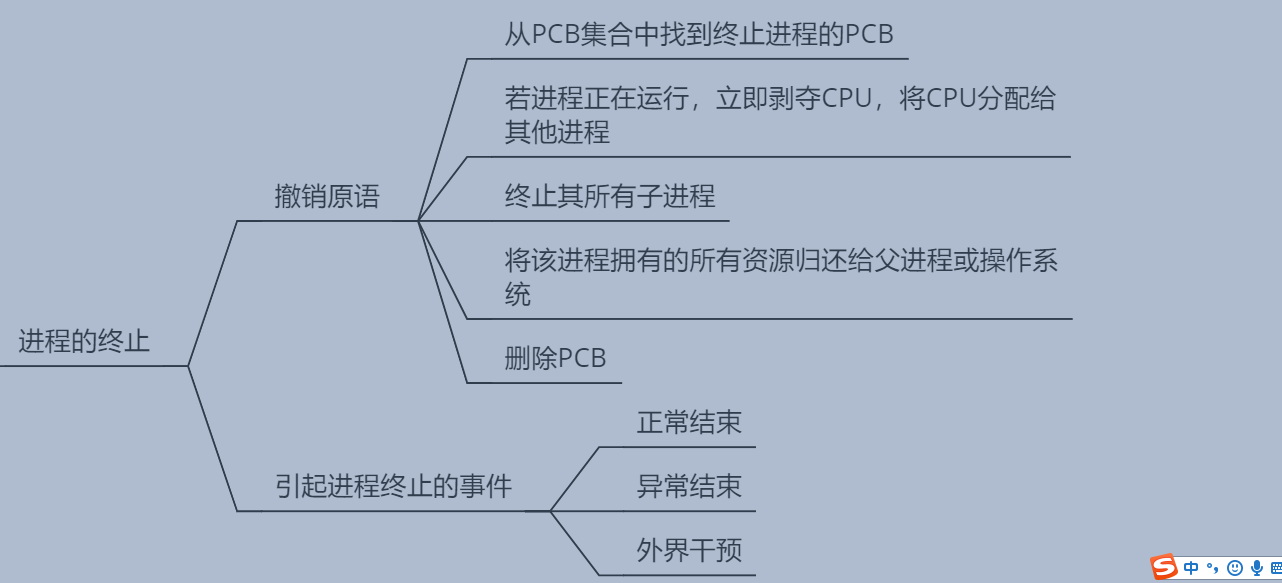 从PCB集合中找到终止进程的PCB
若进程正在运行，立即剥夺CPU，将CPU分配给
其他进程
撤销原语
终止其所有子进程
将该进程拥有的所有资源归还给父进程或操作系
统
进程的终止
删除PCB
正常结束
引起进程终止的事件
异常结束
外界干预
S中